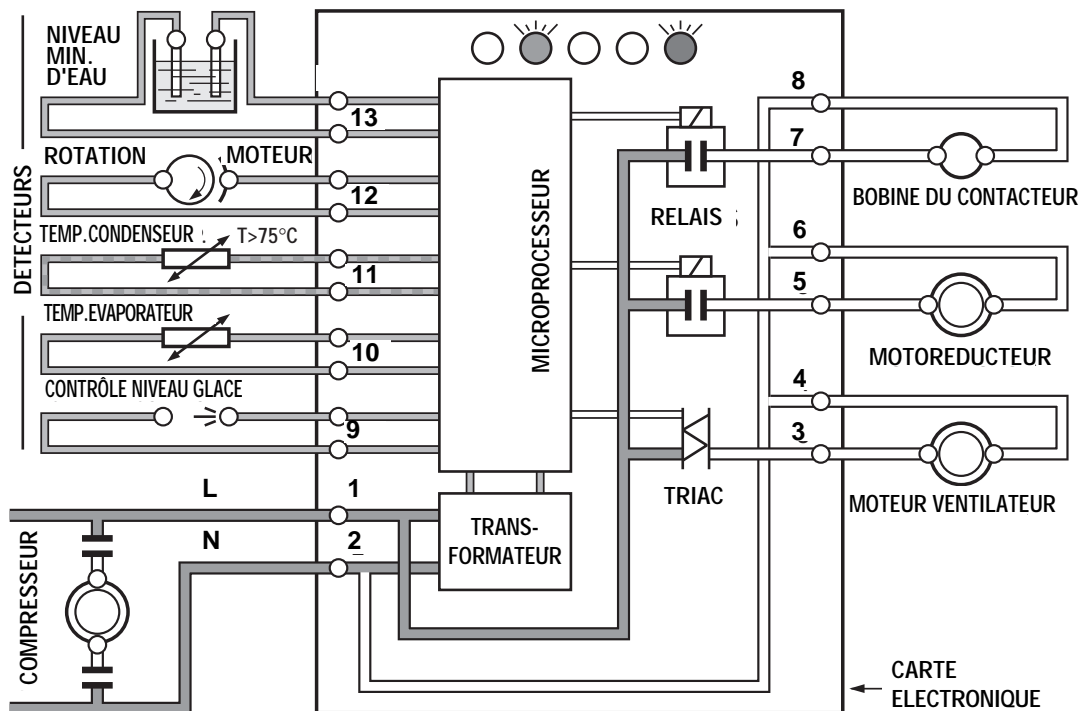 NIVEAU
MIN.
D'EAU
13
ROTATION MOTEUR
12
TEMP.CONDENSEUR T>75°C
11
TEMP.EVAPORATEUR
10
CONTRÔLE NIVEAU GLACE
9
DETECTEURS
L 1
N 2
COMPRESSEUR
MICROPROCESSEUR
TRANS-
FORMATEUR
RELAIS
TRIAC
8
7
BOBINE DU CONTACTEUR
6
5
MOTOREDUCTEUR
4
3
MOTEUR VENTILATEUR
CARTE
ELECTRONIQUE